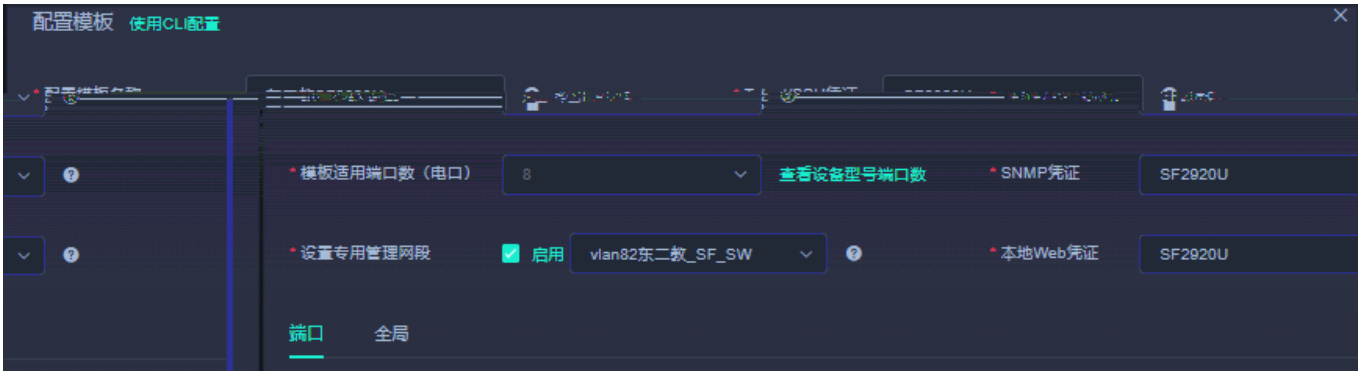 配置模板 使用CLI配置
* 模板适用端口数（电口） 8 查看设备型号端口数 * SNMP凭证 SF2920U
* 设置专用管理网段 启用 vlan82东二教_SF_SW * 本地Web凭证 SF2920U
端口 全局